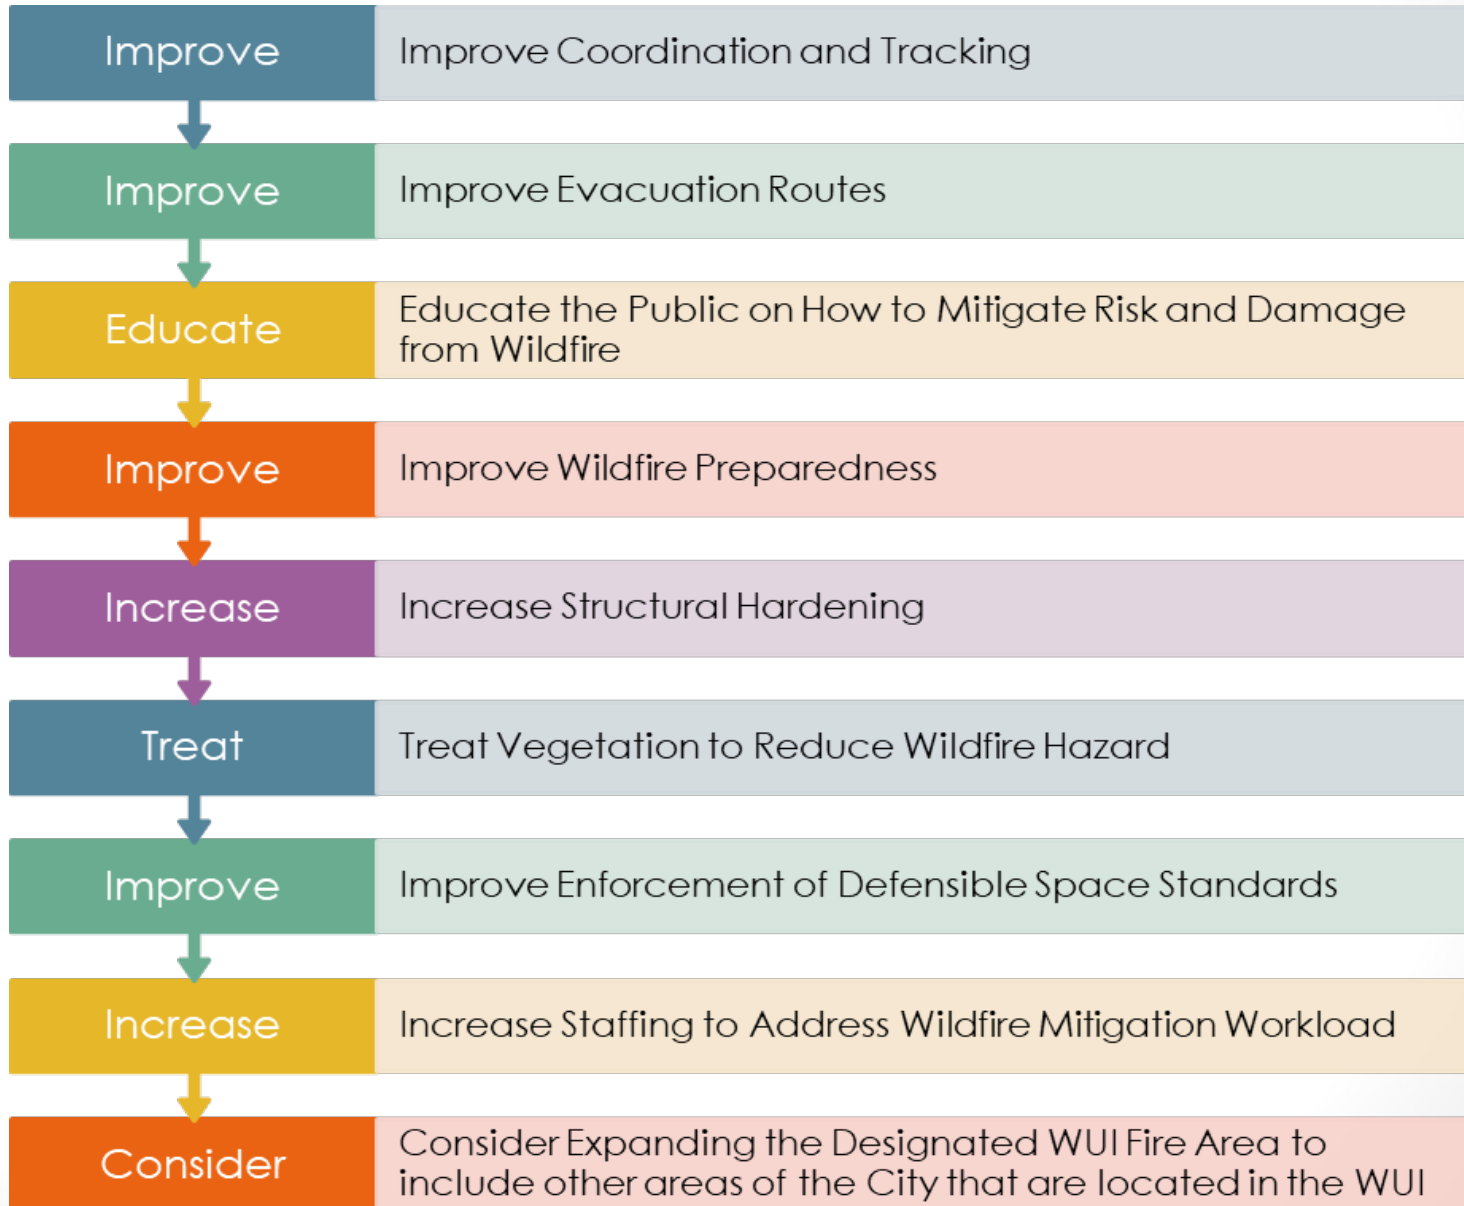 Improve
Improve Coordination and Tracking
Improve
Improve Evacuation Routes
Educate
Educate the Public on How to Mitigate Risk and Damage
from Wildfire
Improve
Improve Wildfire Preparedness
Increase
Increase Structural Hardening
Treat
Treat Vegetation to Reduce Wildfire Hazard
Improve
Improve Enforcement of Defensible Space Standards
Increase
Increase Staffing to Address Wildfire Mitigation Workload
Consider
Consider Expanding the Designated WUI Fire Area to
include other areas of the City that are located in the WUI